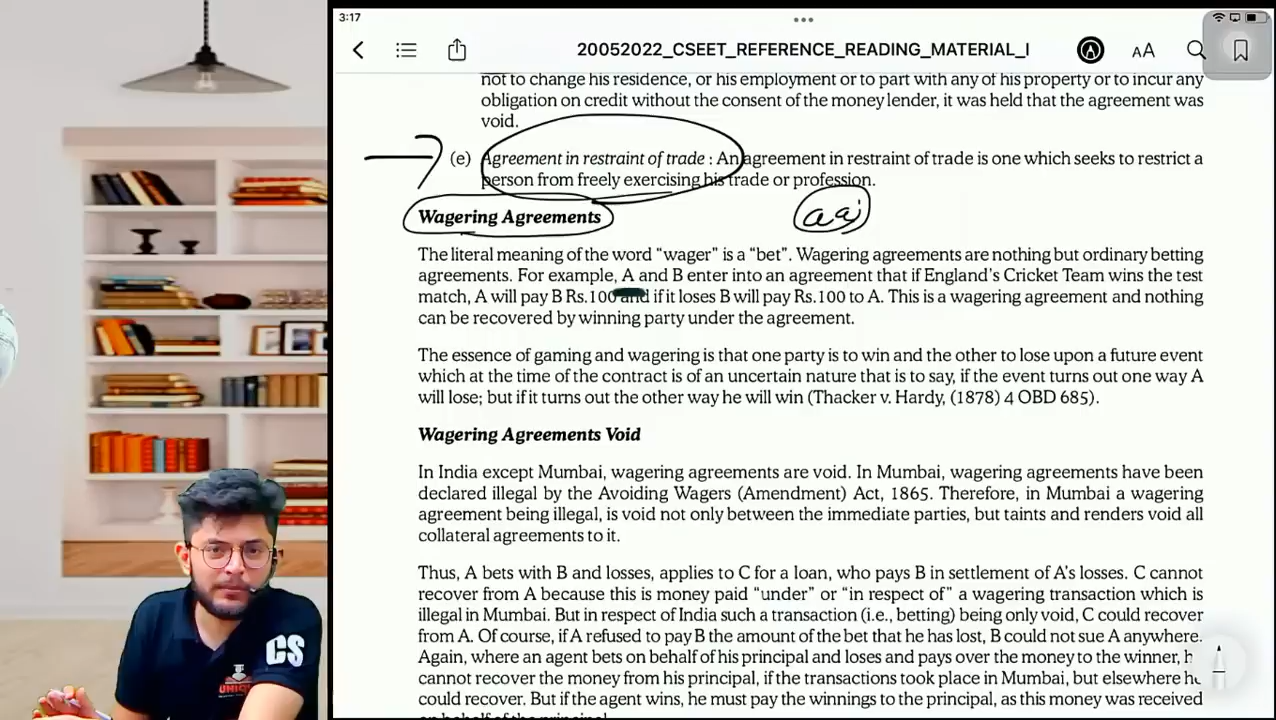 3:17
20052022_CSEET_REFERENCE_READING_MATERIAL_I
AA
not to change his residence, or his employment or to part with any of his property or to incur any
obligation on credit without the consent of the money lender, it was held that the agreement was
void.
(e) Agreement in restraint of trade : An agreement in restraint of trade is one which seeks to restrict a
person from freely exercising his trade or profession.
Wagering Agreements
The literal meaning of the word “wager” is a “bet”. Wagering agreements are nothing but ordinary betting
agreements. For example, A and B enter into an agreement that if England’s Cricket Team wins the test
match, A will pay B Rs.100 and if it loses B will pay Rs.100 to A. This is a wagering agreement and nothing
can be recovered by winning party under the agreement.
The essence of gaming and wagering is that one party is to win and the other to lose upon a future event
which at the time of the contract is of an uncertain nature that is to say, if the event turns out one way A
will lose; but if it turns out the other way he will win (Thacker v. Hardy, (1878) 4 OBD 685).
Wagering Agreements Void
In India except Mumbai, wagering agreements are void. In Mumbai, wagering agreements have been
declared illegal by the Avoiding Wagers (Amendment) Act, 1865. Therefore, in Mumbai a wagering
agreement being illegal, is void not only between the immediate parties, but taints and renders void all
collateral agreements to it.
Thus, A bets with B and losses, applies to C for a loan, who pays B in settlement of A’s losses. C cannot
recover from A because this is money paid “under” or “in respect of” a wagering transaction which is
illegal in Mumbai. But in respect of India such a transaction (i.e., betting) being only void, C could recover
from A. Of course, if A refused to pay B the amount of the bet that he has lost, B could not sue A anywhere.
Again, where an agent bets on behalf of his principal and loses and pays over the money to the winner,
cannot recover the money from his principal, if the transactions took place in Mumbai, but elsewhere
could recover. But if the agent wins, he must pay the winnings to the principal, as this money was received
on behalf of the principal.
CS